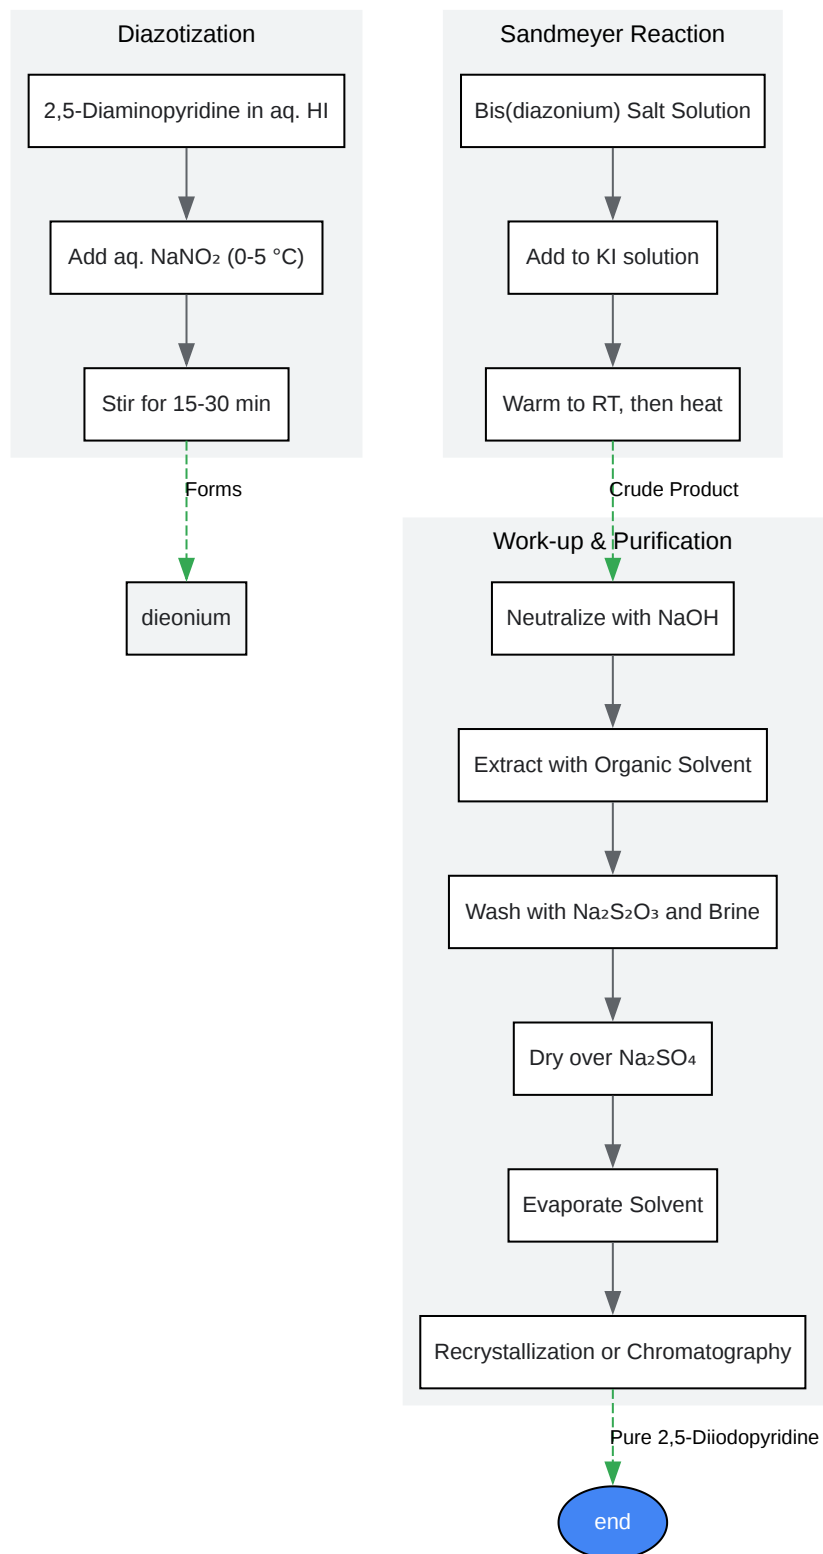 Diazotization
2,5-Diaminopyridine in aq. HI
Add aq. NaNO₂ (0-5 °C)
Stir for 15-30 min
Forms
dieonium
Sandmeyer Reaction
Bis(diazonium) Salt Solution
Add to KI solution
Warm to RT, then heat
Crude Product
Work-up & Purification
Neutralize with NaOH
Extract with Organic Solvent
Wash with Na₂S₂O₃ and Brine
Dry over Na₂SO₄
Evaporate Solvent
Recrystallization or Chromatography
Pure 2,5-Diiodopyridine
end